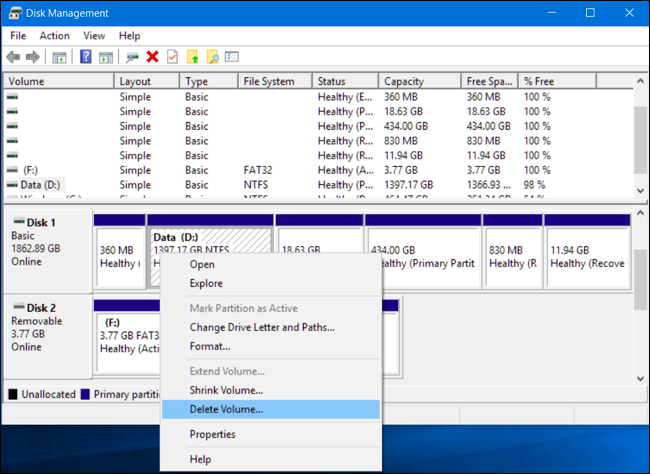 Disk Management
File Action View Help
Volume Layout Type File System Status Capacity Free Spa... % Free
Simple Basic Healthy (E... 360 MB 360 MB 100 %
Simple Basic Healthy (P... 18.63 GB 18.63 GB 100 %
Simple Basic Healthy (P... 434.00 GB 434.00 GB 100 %
Simple Basic Healthy (R... 830 MB 830 MB 100 %
Simple Basic Healthy (R... 11.94 GB 11.94 GB 100 %
(F:) Simple Basic FAT32 Healthy (A... 3.77 GB 3.77 GB 100 %
Data (D:) Simple Basic NTFS Healthy (P... 1397.17 GB 1366.93 ... 98 %
Disk 1
Basic
1862.89 GB
Online
360 MB
Healthy (
Data (D:)
1397.17 GB NTFS
18.63 GB
434.00 GB
Healthy (Primary Partit
830 MB
Healthy (R
11.94 GB
Healthy (Recove
Disk 2
Removable
3.77 GB
Online
(F:)
3.77 GB FAT3
Healthy (Acti
Open
Explore
Mark Partition as Active
Change Drive Letter and Paths...
Format...
Extend Volume...
Shrink Volume...
Delete Volume...
Properties
Help
Unallocated Primary partiti